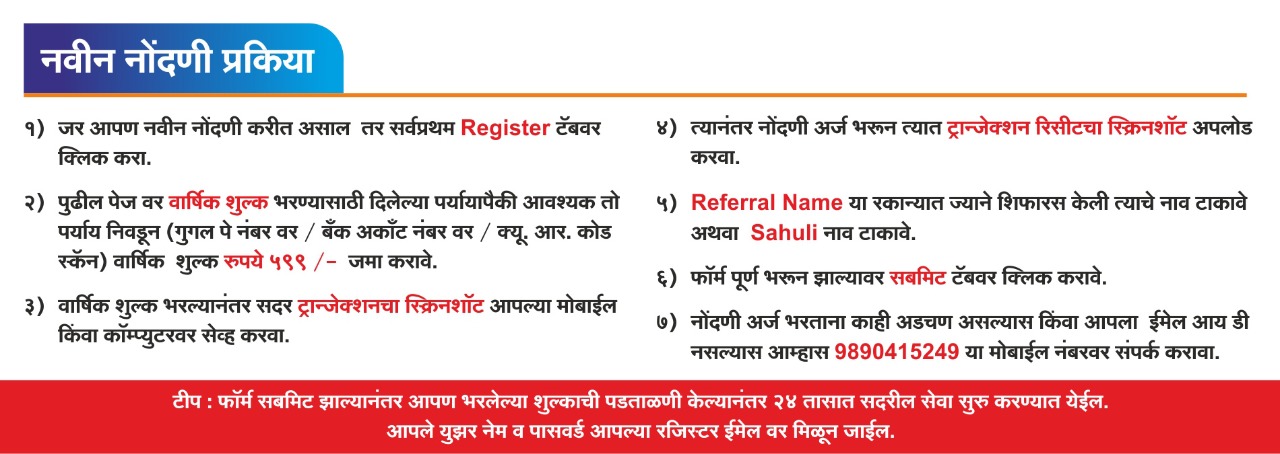 नवीन नोंदणी प्रकिया
१) जर आपण नवीन नोंदणी करीत असाल तर सर्वप्रथम Register टॅबवर
क्लिक करा.
२) पुढील पेज वर वार्षिक शुल्क भरण्यासाठी दिलेल्या पर्यायापैकी आवश्यक तो
पर्याय निवडून (गुगल पे नंबर वर / बँक अकाँट नंबर वर / क्यू. आर. कोड
स्कॅन) वार्षिक शुल्क रुपये ५९९ /- जमा करावे.
३) वार्षिक शुल्क भरल्यानंतर सदर ट्रान्जेक्शनचा स्क्रिनशॉट आपल्या मोबाईल
किंवा कॉम्प्युटरवर सेव्ह करवा.
४) त्यानंतर नोंदणी अर्ज भरून त्यात ट्रान्जेक्शन रिसीटचा स्क्रिनशॉट अपलोड
करवा.
५) Referral Name या रकान्यात ज्याने शिफारस केली त्याचे नाव टाकावे
अथवा Sahuli नाव टाकावे.
६) फॉर्म पूर्ण भरून झाल्यावर सबमिट टॅबवर क्लिक करावे.
७) नोंदणी अर्ज भरताना काही अडचण असल्यास किंवा आपला ईमेल आय डी
नसल्यास आम्हास 9890415249 या मोबाईल नंबरवर संपर्क करावा.
टीप : फॉर्म सबमिट झाल्यानंतर आपण भरलेल्या शुल्काची पडताळणी केल्यानंतर २४ तासात सदरील सेवा सुरु करण्यात येईल.
आपले युझर नेम व पासवर्ड आपल्या रजिस्टर ईमेल वर मिळून जाईल.